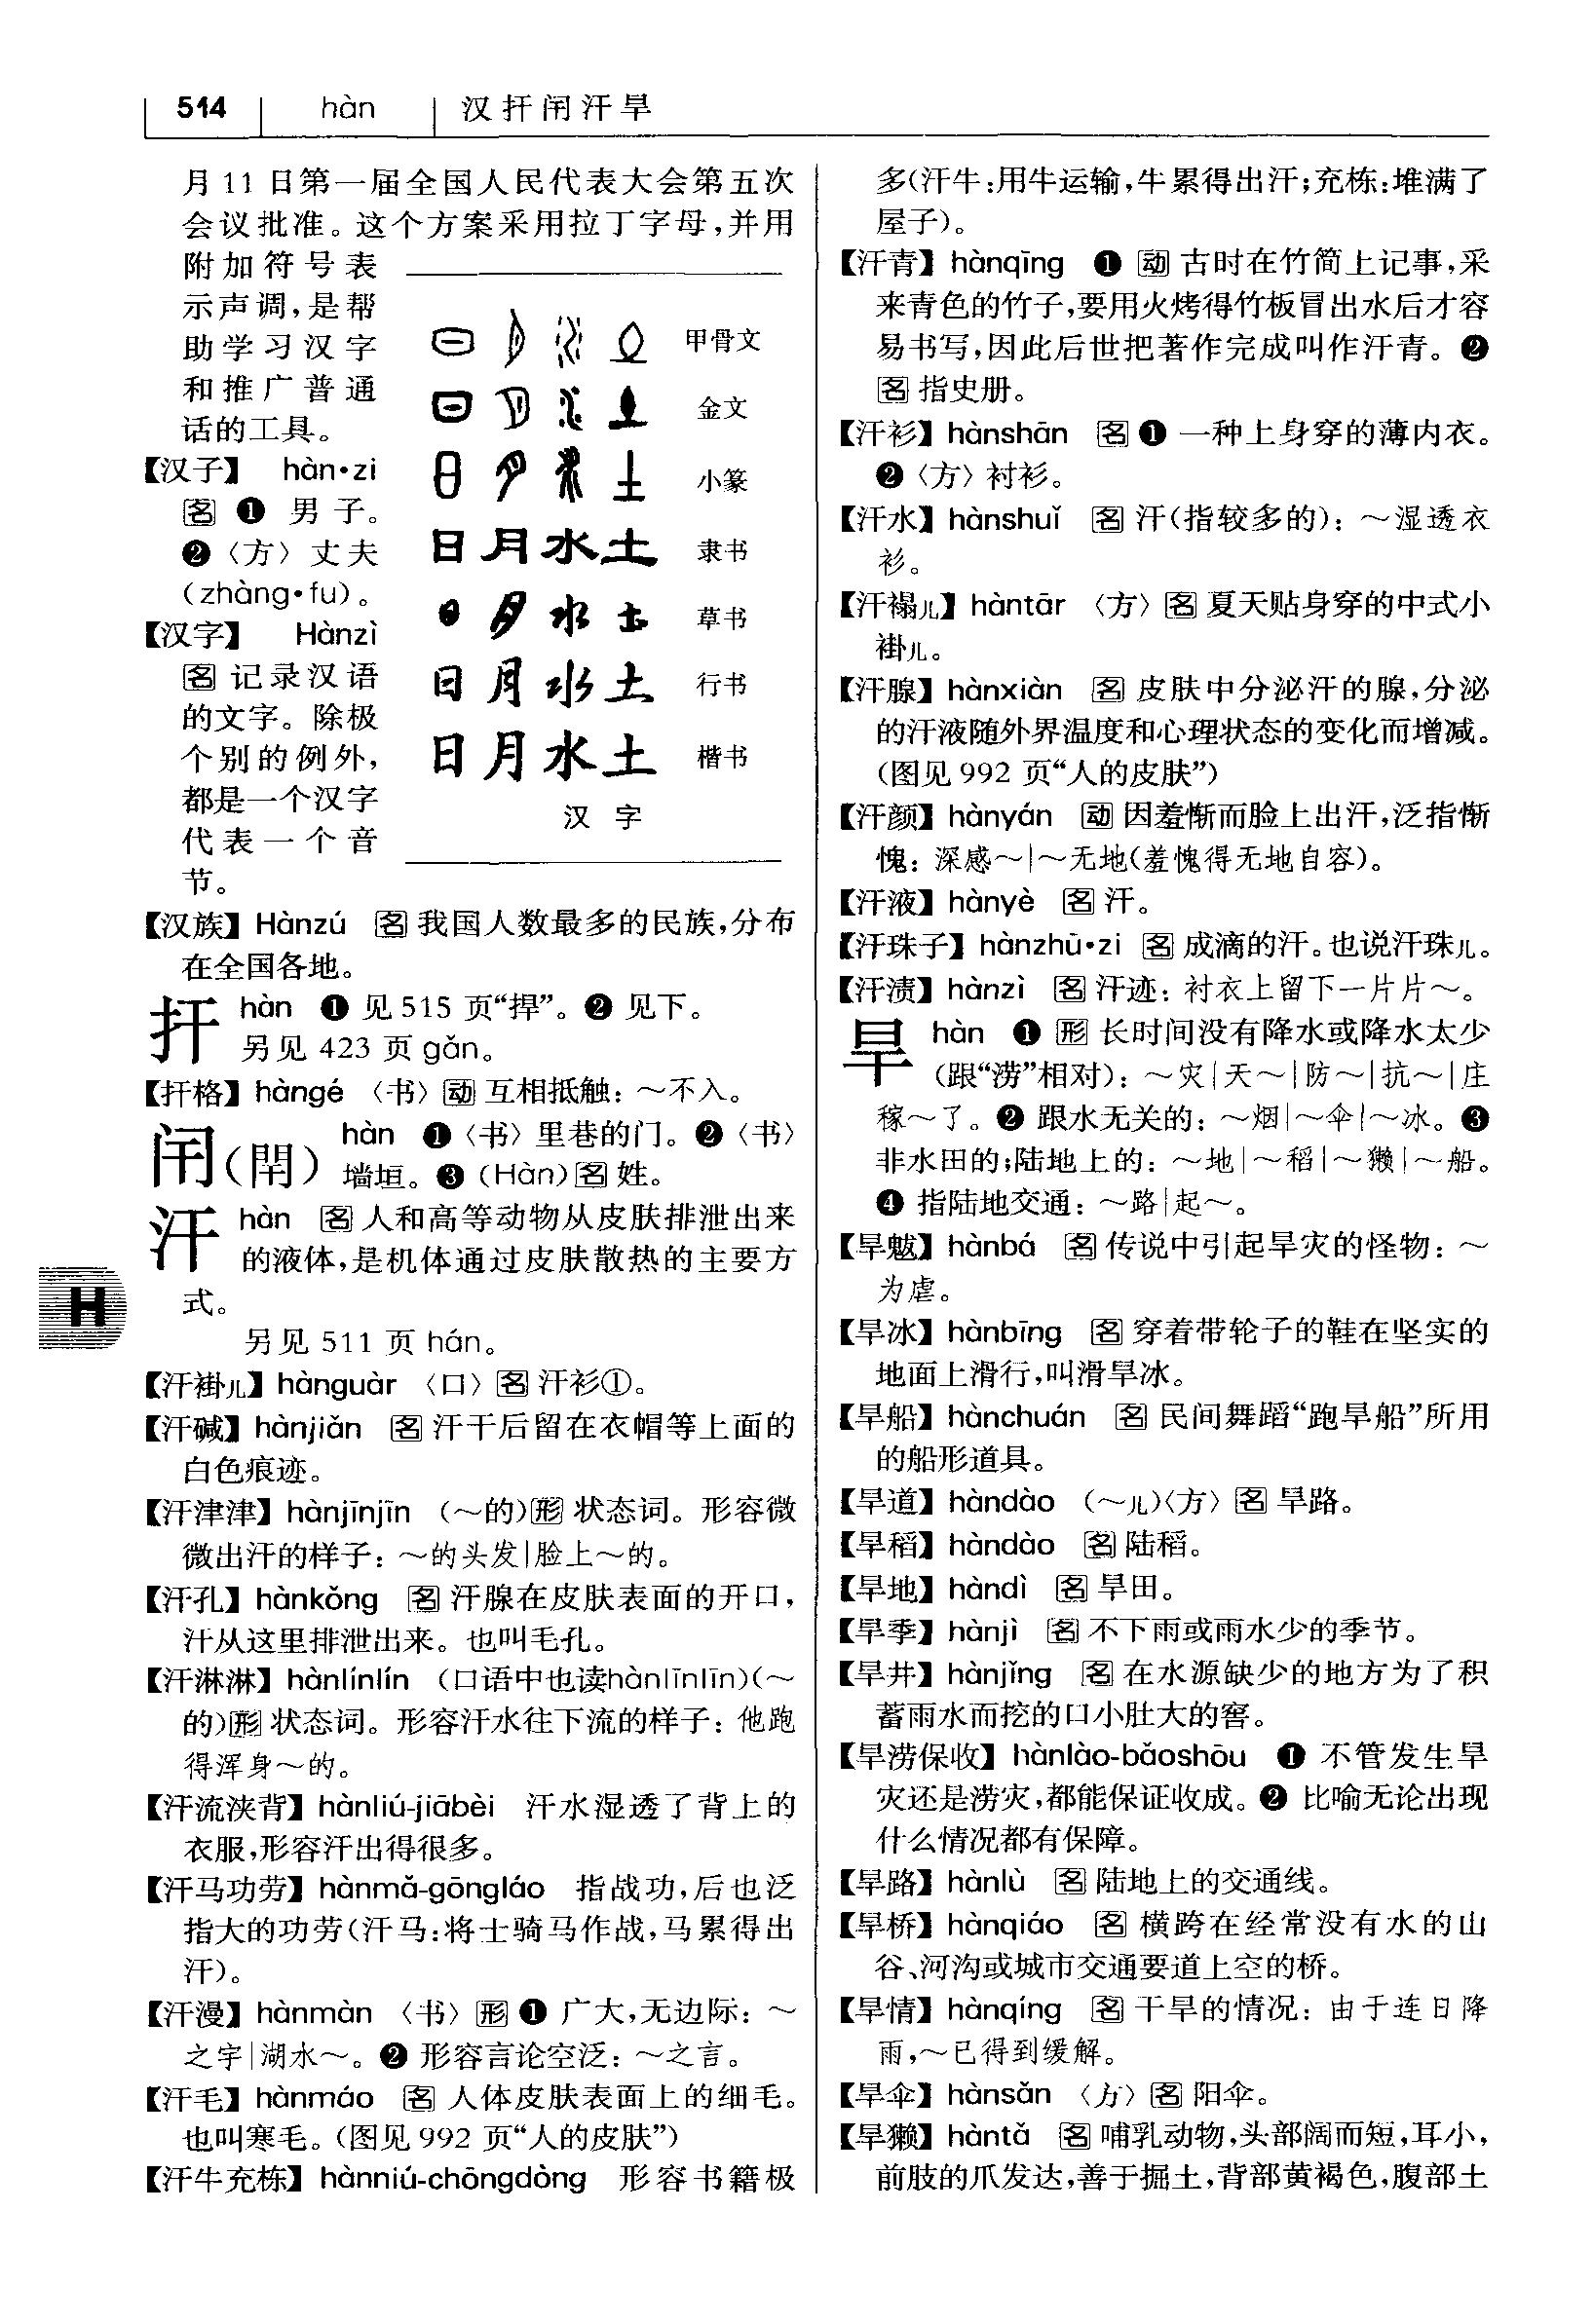 514 hàn 汉扞闬汗旱
月 11 日第一届全国人民代表大会第五次
会议批准。这个方案采用拉丁字母,并用
附加符号表
示声调,是帮
助学习汉字
和推广普通
话的工具。
【汉子】 hàn•zi
名 ❶ 男子。
❷〈方〉丈夫
(zhàng•fu)。
【汉字】 Hànzì
名 记录汉语
的文字。除极
个别的例外,
都是一个汉字
代表一个音
节。
日月水土 甲骨文
日月水土 金文
日月水土 小篆
日月水土 隶书
日月水土 草书
日月水土 行书
日月水土 楷书
汉 字
【汉族】Hànzú 名 我国人数最多的民族,分布
在全国各地。
扞 hàn ❶ 见 515 页“捍”。❷ 见下。
另见 423 页 gǎn。
【扞格】hàngé 〈书〉动 互相抵触:～不入。
闬(閈) hàn ❶〈书〉里巷的门。❷〈书〉
墙垣。❸ (Hàn) 名 姓。
汗 hàn 名 人和高等动物从皮肤排泄出来
的液体,是机体通过皮肤散热的主要方
式。
另见 511 页 hán。
【汗褂儿】hànguàr 〈口〉名 汗衫①。
【汗碱】hànjiǎn 名 汗干后留在衣帽等上面的
白色痕迹。
【汗津津】hànjīnjīn (～的)形 状态词。形容微
微出汗的样子:～的头发|脸上～的。
【汗孔】hànkǒng 名 汗腺在皮肤表面的开口,
汗从这里排泄出来。也叫毛孔。
【汗淋淋】hànlínlín (口语中也读hànlīnlīn)(～
的)形 状态词。形容汗水往下流的样子:他跑
得浑身～的。
【汗流浃背】hànliú-jiābèi 汗水湿透了背上的
衣服,形容汗出得很多。
【汗马功劳】hànmǎ-gōngláo 指战功,后也泛
指大的功劳(汗马:将士骑马作战,马累得出
汗)。
【汗漫】hànmàn 〈书〉形 ❶ 广大,无边际:～
之宇|湖水～。❷ 形容言论空泛:～之言。
【汗毛】hànmáo 名 人体皮肤表面上的细毛。
也叫寒毛。(图见 992 页“人的皮肤”)
【汗牛充栋】hànniú-chōngdòng 形容书籍极
多(汗牛:用牛运输,牛累得出汗;充栋:堆满了
屋子)。
【汗青】hànqīng ❶ 动 古时在竹简上记事,采
来青色的竹子,要用火烤得竹板冒出水后才容
易书写,因此后世把著作完成叫作汗青。❷
名 指史册。
【汗衫】hànshān 名 ❶ 一种上身穿的薄内衣。
❷〈方〉衬衫。
【汗水】hànshuǐ 名 汗(指较多的):～湿透衣
衫。
【汗褟儿】hàntār 〈方〉名 夏天贴身穿的中式小
褂儿。
【汗腺】hànxiàn 名 皮肤中分泌汗的腺,分泌
的汗液随外界温度和心理状态的变化而增减。
(图见 992 页“人的皮肤”)
【汗颜】hànyán 动 因羞惭而脸上出汗,泛指惭
愧:深感～|～无地(羞愧得无地自容)。
【汗液】hànyè 名 汗。
【汗珠子】hànzhū•zi 名 成滴的汗。也说汗珠儿。
【汗渍】hànzì 名 汗迹:衬衣上留下一片片～。
旱 hàn ❶ 形 长时间没有降水或降水太少
(跟“涝”相对):～灾|天～|防～|抗～|庄
稼～了。❷ 跟水无关的:～烟|～伞|～冰。❸
非水田的;陆地上的:～地|～稻|～獭|～船。
❹ 指陆地交通:～路|起～。
【旱魃】hànbá 名 传说中引起旱灾的怪物:～
为虐。
【旱冰】hànbīng 名 穿着带轮子的鞋在坚实的
地面上滑行,叫滑旱冰。
【旱船】hànchuán 名 民间舞蹈“跑旱船”所用
的船形道具。
【旱道】hàndào (～儿)〈方〉名 旱路。
【旱稻】hàndào 名 陆稻。
【旱地】hàndì 名 旱田。
【旱季】hànjì 名 不下雨或雨水少的季节。
【旱井】hànjǐng 名 在水源缺少的地方为了积
蓄雨水而挖的口小肚大的窖。
【旱涝保收】hànlào-bǎoshōu ❶ 不管发生旱
灾还是涝灾,都能保证收成。❷ 比喻无论出现
什么情况都有保障。
【旱路】hànlù 名 陆地上的交通线。
【旱桥】hànqiáo 名 横跨在经常没有水的山
谷、河沟或城市交通要道上空的桥。
【旱情】hànqíng 名 干旱的情况:由于连日降
雨,～已得到缓解。
【旱伞】hànsǎn 〈方〉名 阳伞。
【旱獭】hàntǎ 名 哺乳动物,头部阔而短,耳小,
前肢的爪发达,善于掘土,背部黄褐色,腹部土
H